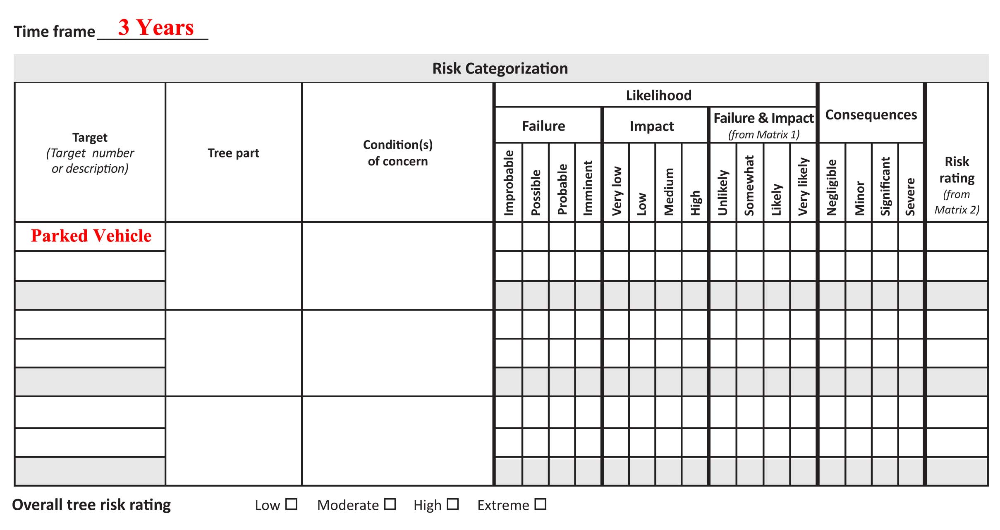 Time frame 3 Years
Risk Categorization
Target
(Target number
or description)
Tree part
Condition(s)
of concern
Likelihood
Failure
Impact
Failure & Impact
(from Matrix 1)
Consequences
Risk
rating
(from
Matrix 2)
Improbable
Possible
Probable
Imminent
Very low
Low
Medium
High
Unlikely
Somewhat
Likely
Very likely
Negligible
Minor
Significant
Severe
Parked Vehicle
Overall tree risk rating Low Moderate High Extreme